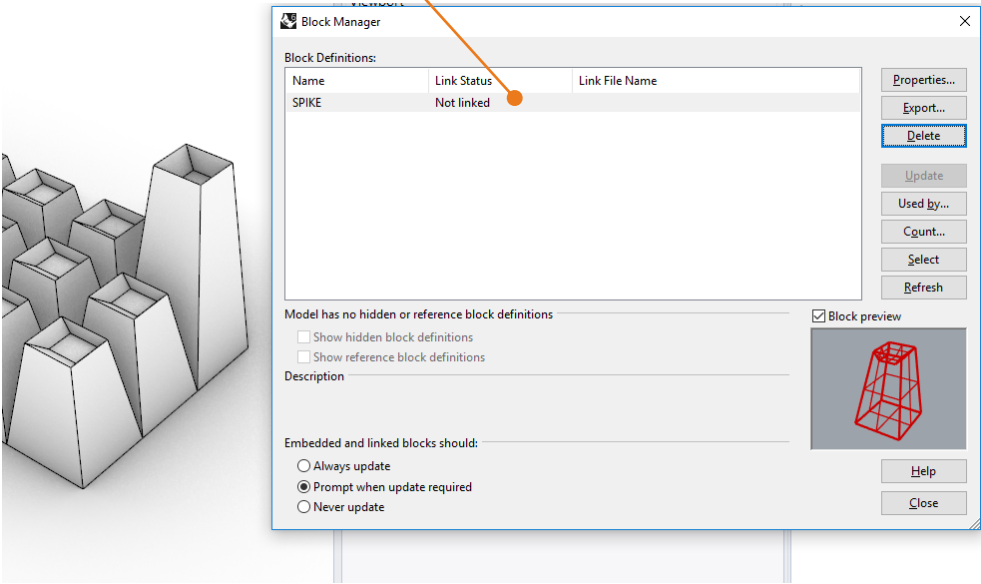 Viewport
Block Manager
Block Definitions:
Name Link Status Link File Name
SPIKE Not linked
Properties...
Export...
Delete
Update
Used by...
Count...
Select
Refresh
Model has no hidden or reference block definitions
Show hidden block definitions
Show reference block definitions
Description
Block preview
Embedded and linked blocks should:
Always update
Prompt when update required
Never update
Help
Close